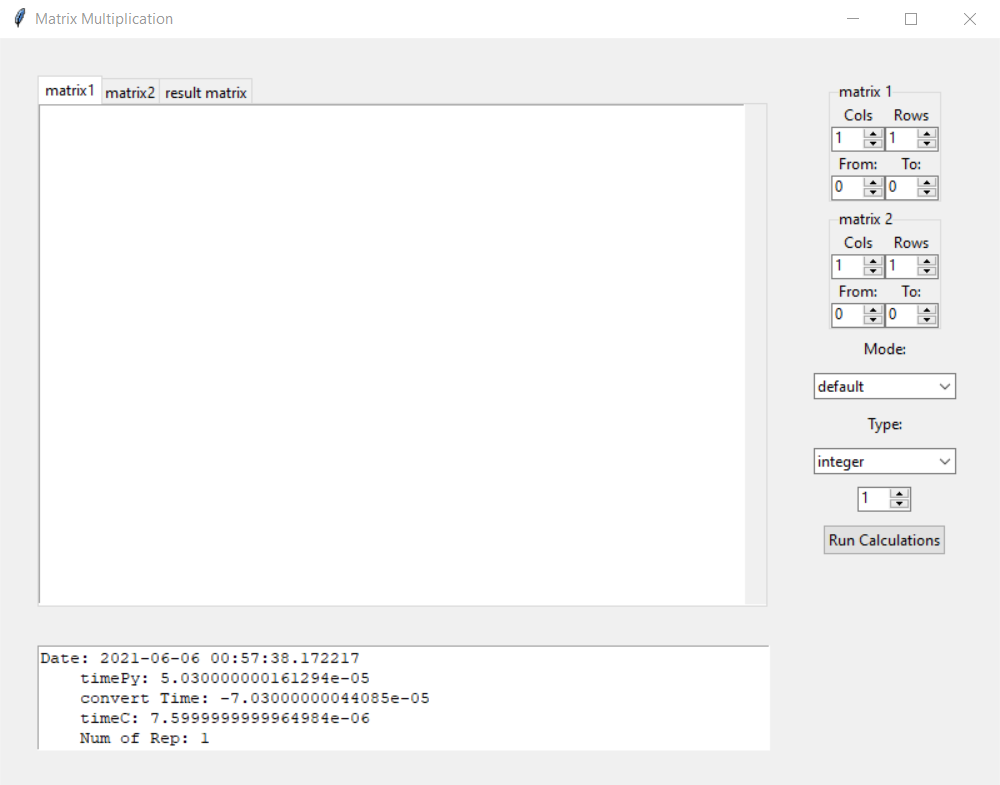 Matrix Multiplication
matrix1 matrix2 result matrix
matrix 1
Cols Rows
1 1
From: To:
0 0
matrix 2
Cols Rows
1 1
From: To:
0 0
Mode:
default
Type:
integer
1
Run Calculations
Date: 2021-06-06 00:57:38.172217
timePy: 5.030000000161294e-05
convert Time: -7.03000000044085e-05
timeC: 7.5999999999964984e-06
Num of Rep: 1